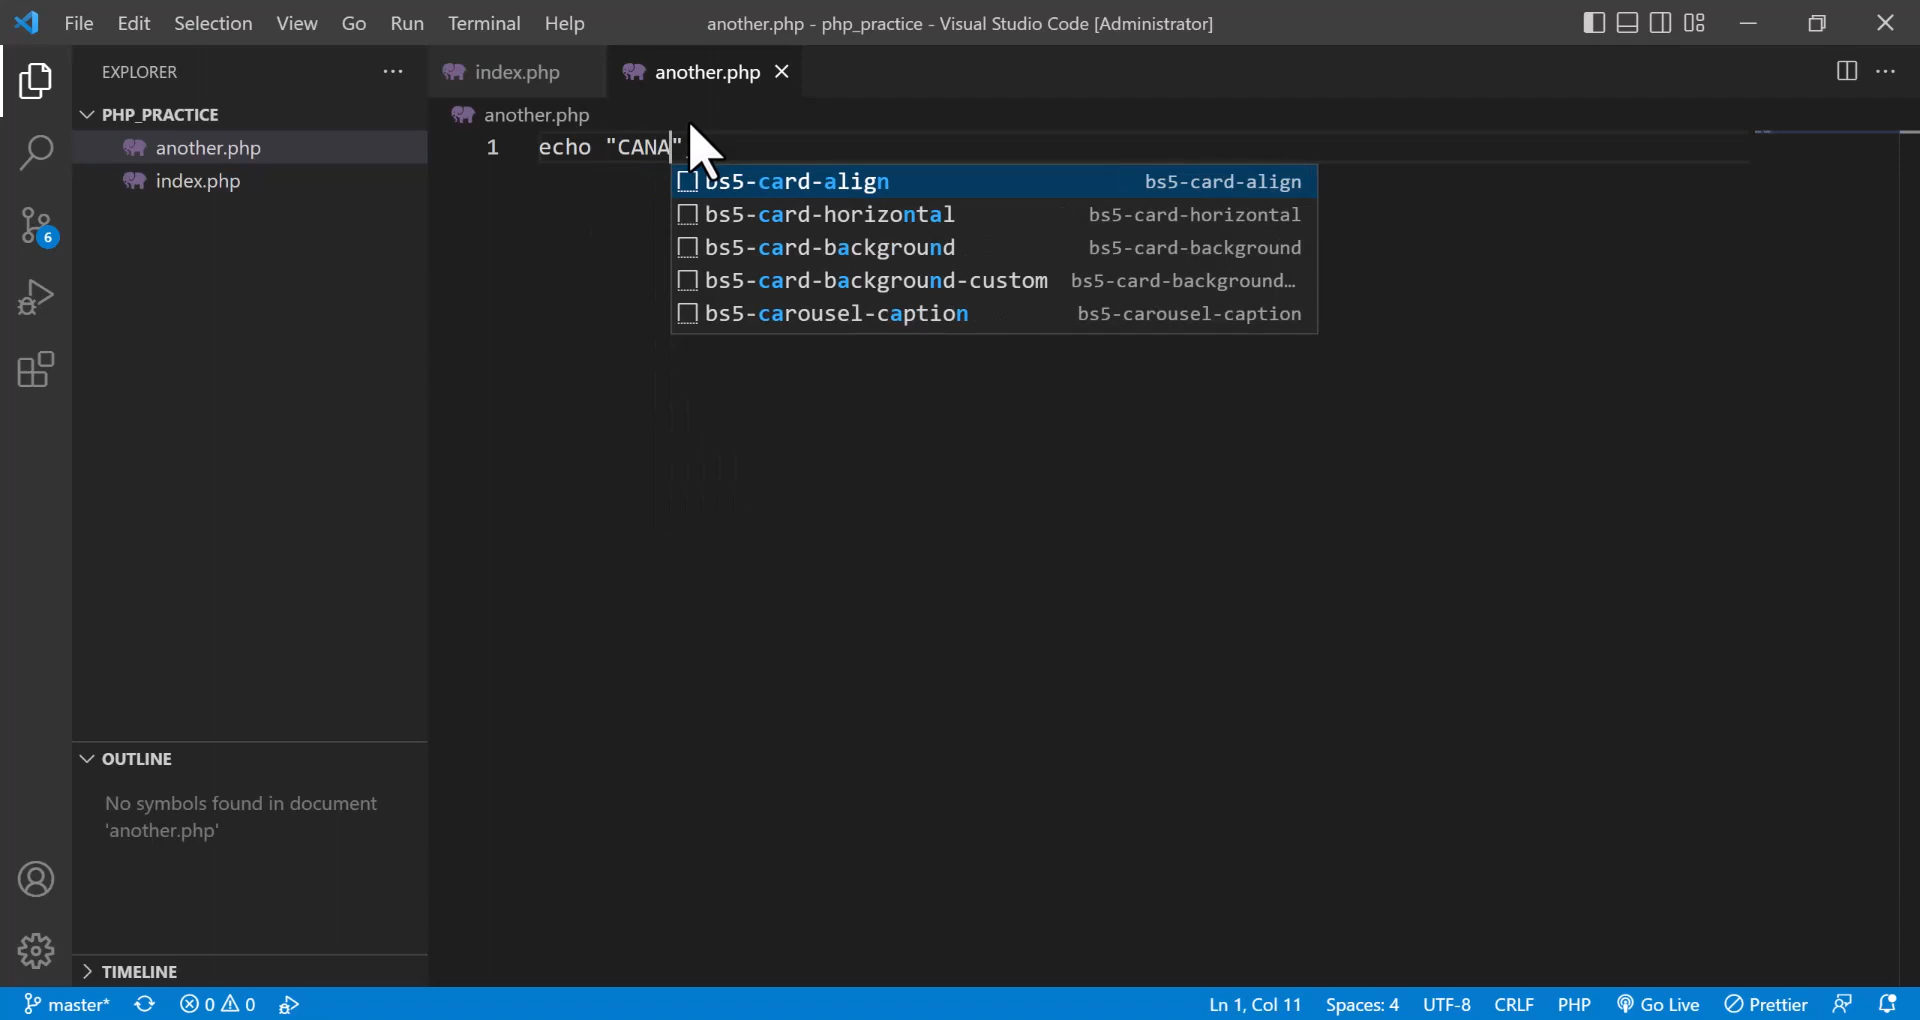 File Edit Selection View Go Run Terminal Help another.php - php_practice - Visual Studio Code [Administrator]
EXPLORER
index.php
another.php
PHP_PRACTICE
another.php
another.php
index.php
1 echo "CANA"
bs5-card-align bs5-card-align
bs5-card-horizontal bs5-card-horizontal
bs5-card-background bs5-card-background
bs5-card-background-custom bs5-card-background…
bs5-carousel-caption bs5-carousel-caption
6
OUTLINE
No symbols found in document
'another.php'
TIMELINE
master* 0 0 Ln 1, Col 11 Spaces: 4 UTF-8 CRLF PHP Go Live Prettier